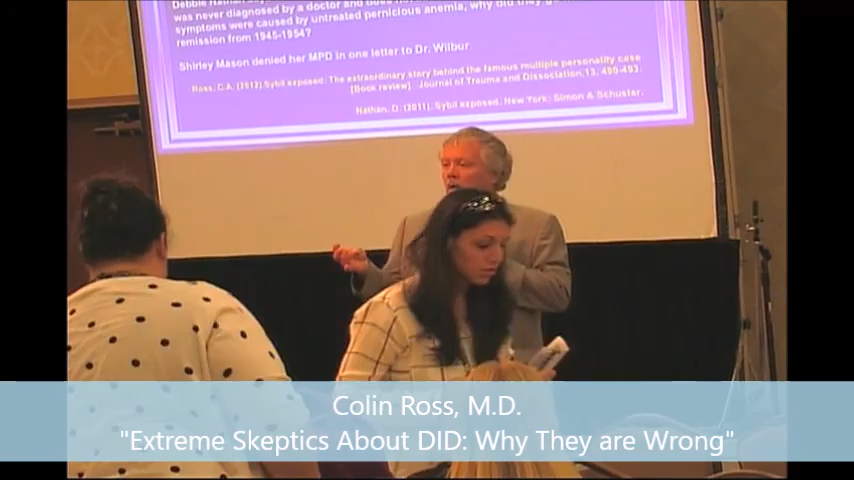 Debbie Nathan
was never diagnosed by a doctor and does
symptoms were caused by untreated pernicious anemia, why did they
remission from 1945-1954?
Shirley Mason denied her MPD in one letter to Dr. Wilbur
Ross, C.A. (2012).Sybil exposed: The extraordinary story behind the famous multiple personality case
[Book review]. Journal of Trauma and Dissociation, 13, 490-493.
Nathan, D. (2011). Sybil exposed. New York: Simon & Schuster.
Colin Ross, M.D.
"Extreme Skeptics About DID: Why They are Wrong"